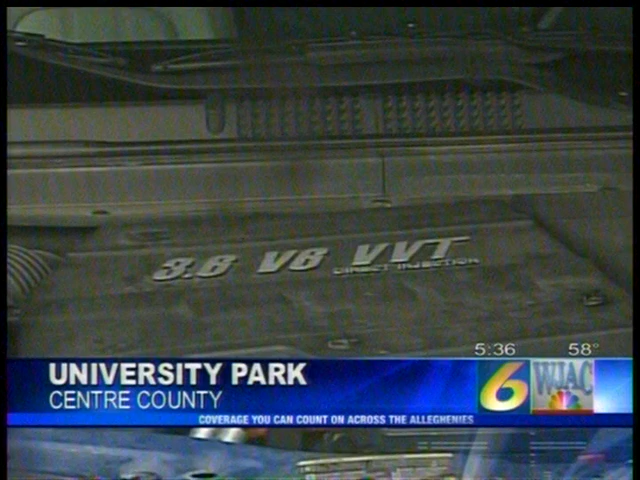 3.6 V6 VVT
DIRECT INJECTION
5:36 58°
UNIVERSITY PARK
CENTRE COUNTY
6 WJAC
COVERAGE YOU CAN COUNT ON ACROSS THE ALLEGHENIES